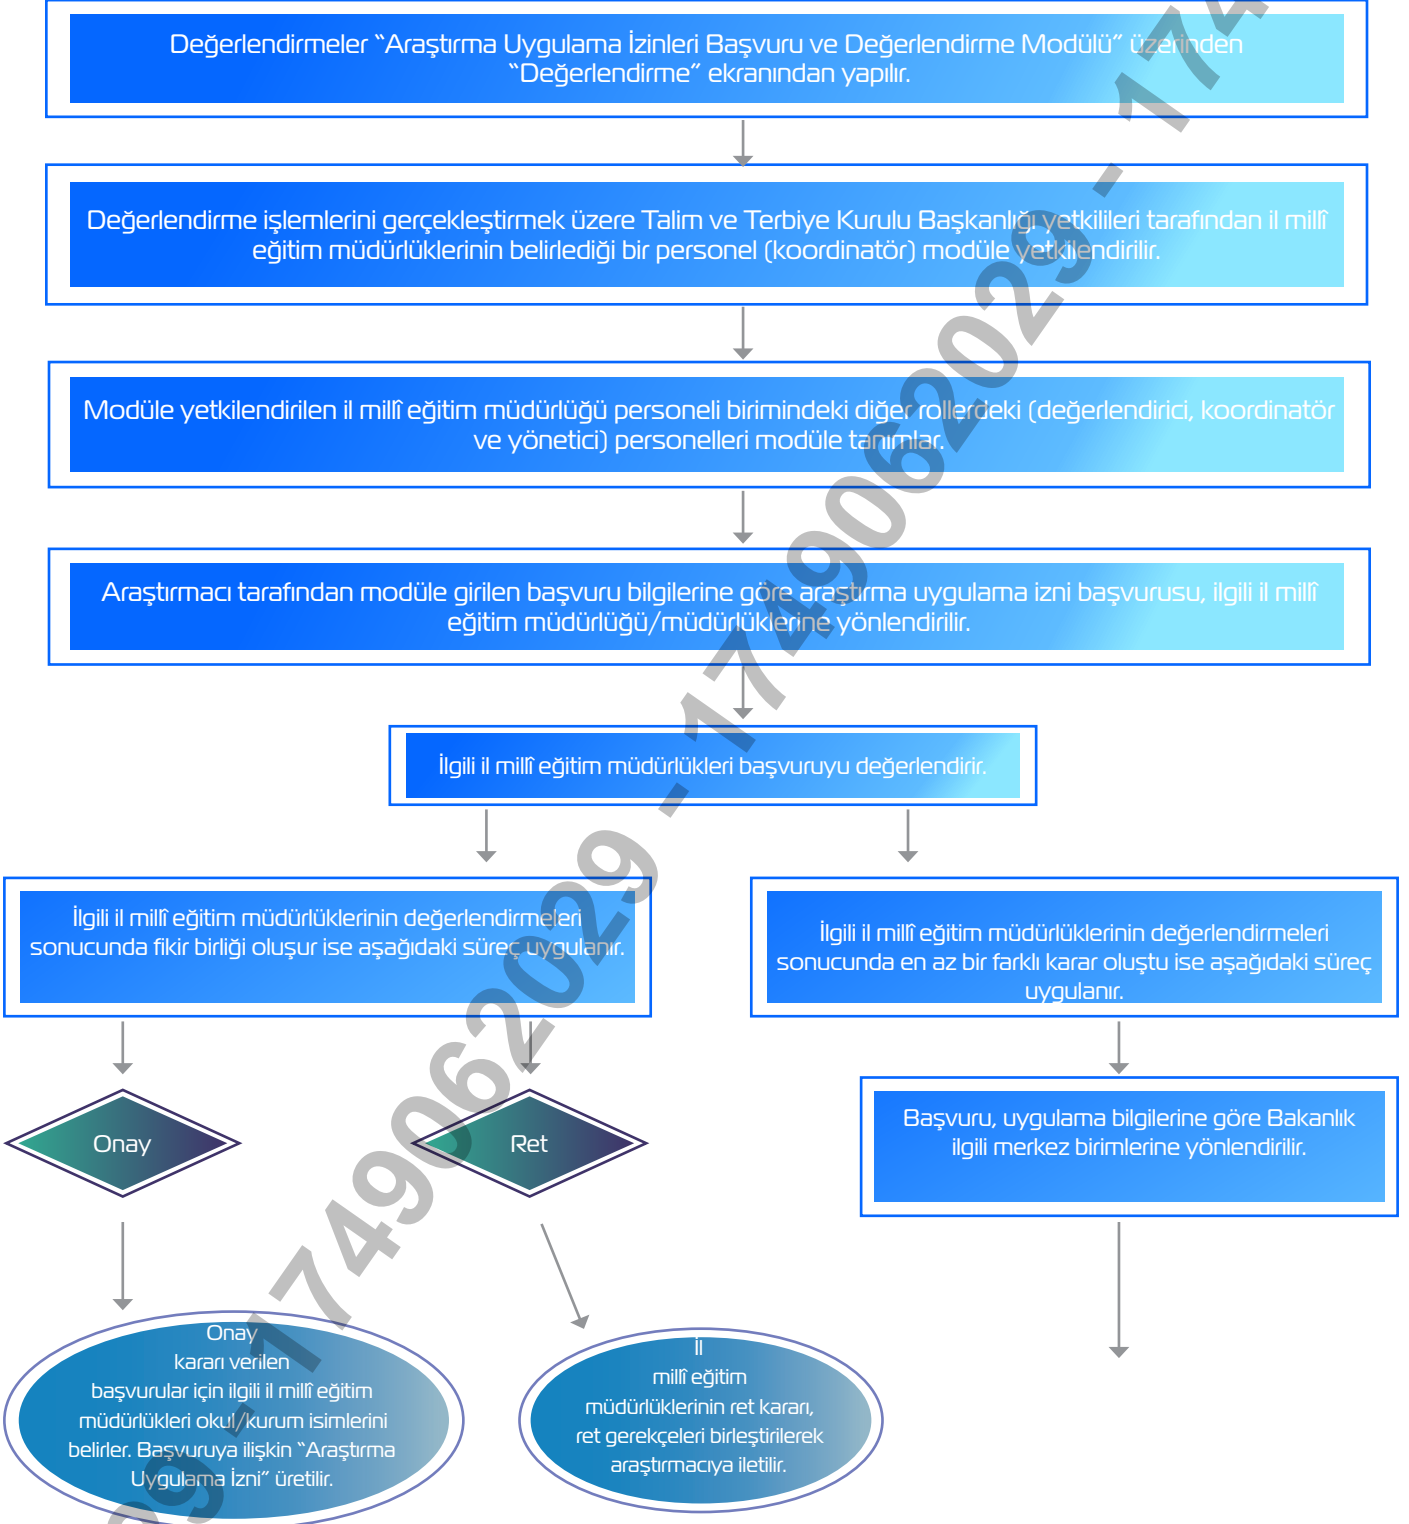 Değerlendirmeler “Araştırma Uygulama İzinleri Başvuru ve Değerlendirme Modülü” üzerinden
“Değerlendirme” ekranından yapılır.
Değerlendirme işlemlerini gerçekleştirmek üzere Talim ve Terbiye Kurulu Başkanlığı yetkilileri tarafından il millî
eğitim müdürlüklerinin belirlediği bir personel (koordinatör) modüle yetkilendirilir.
Modüle yetkilendirilen il millî eğitim müdürlüğü personeli birimindeki diğer rollerdeki (değerlendirici, koordinatör
ve yönetici) personelleri modüle tanımlar.
Araştırmacı tarafından modüle girilen başvuru bilgilerine göre araştırma uygulama izni başvurusu, ilgili il millî
eğitim müdürlüğü/müdürlüklerine yönlendirilir.
İlgili il millî eğitim müdürlükleri başvuruyu değerlendirir.
İlgili il millî eğitim müdürlüklerinin değerlendirmeleri
sonucunda fikir birliği oluşur ise aşağıdaki süreç uygulanır.
İlgili il millî eğitim müdürlüklerinin değerlendirmeleri
sonucunda en az bir farklı karar oluştu ise aşağıdaki süreç
uygulanır.
Onay
Ret
Başvuru, uygulama bilgilerine göre Bakanlık
ilgili merkez birimlerine yönlendirilir.
Onay
kararı verilen
başvurular için ilgili il millî eğitim
müdürlükleri okul/kurum isimlerini
belirler. Başvuruya ilişkin “Araştırma
Uygulama İzni” üretilir.
İl
millî eğitim
müdürlüklerinin ret kararı,
ret gerekçeleri birleştirilerek
araştırmacıya iletilir.
29 - 1749062029 - 1749062029 - 174